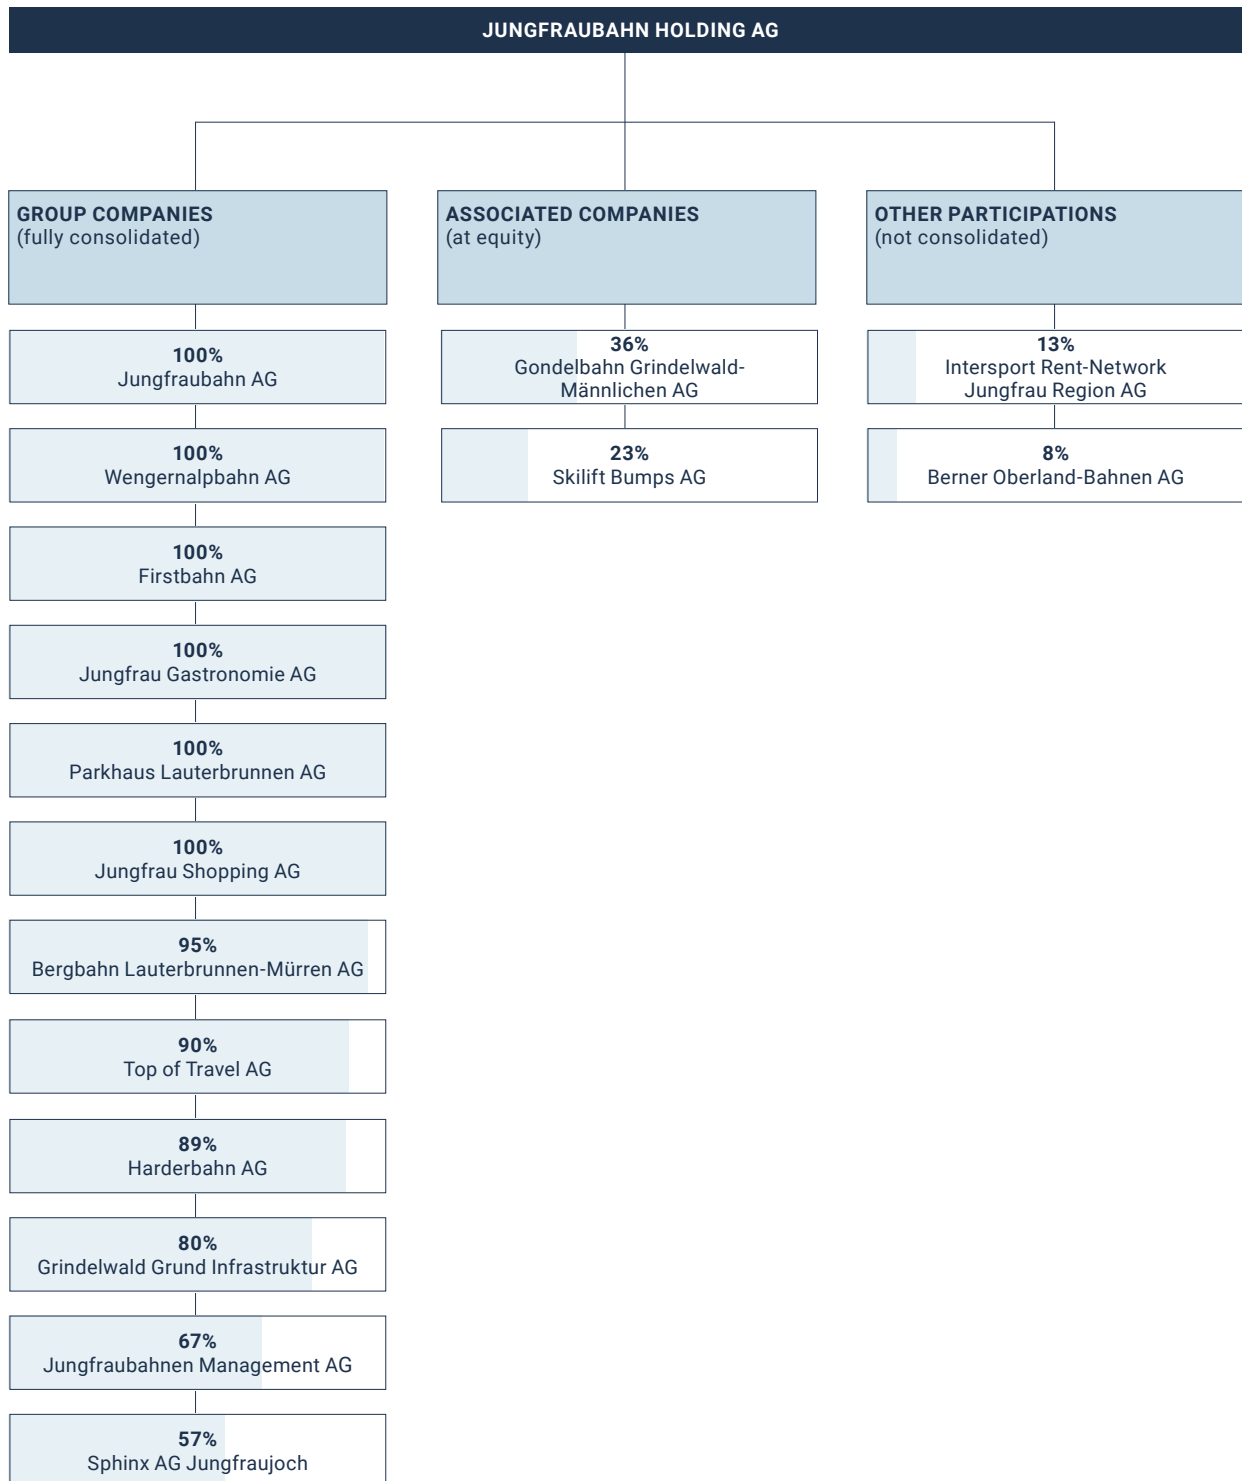 JUNGFRAUBAHN HOLDING AG
GROUP COMPANIES
(fully consolidated)
100%
Jungfraubahn AG
100%
Wengernalpbahn AG
100%
Firstbahn AG
100%
Jungfrau Gastronomie AG
100%
Parkhaus Lauterbrunnen AG
100%
Jungfrau Shopping AG
95%
Bergbahn Lauterbrunnen-Mürren AG
90%
Top of Travel AG
89%
Harderbahn AG
80%
Grindelwald Grund Infrastruktur AG
67%
Jungfraubahnen Management AG
57%
Sphinx AG Jungfraujoch
ASSOCIATED COMPANIES
(at equity)
36%
Gondelbahn Grindelwald-
Männlichen AG
23%
Skilift Bumps AG
OTHER PARTICIPATIONS
(not consolidated)
13%
Intersport Rent-Network
Jungfrau Region AG
8%
Berner Oberland-Bahnen AG